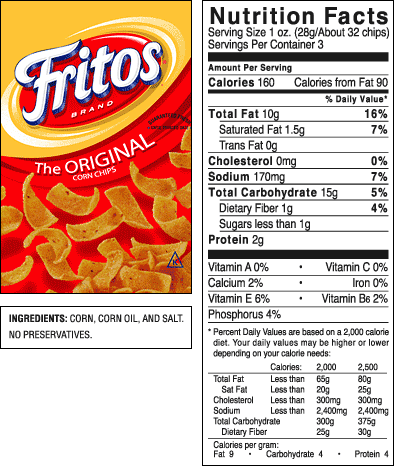 Fritos
BRAND
The ORIGINAL
CORN CHIPS
INGREDIENTS: CORN, CORN OIL, AND SALT.
NO PRESERVATIVES.
Nutrition Facts
Serving Size 1 oz. (28g/About 32 chips)
Servings Per Container 3
Amount Per Serving
Calories 160 Calories from Fat 90
% Daily Value*
Total Fat 10g 16%
Saturated Fat 1.5g 7%
Trans Fat 0g
Cholesterol 0mg 0%
Sodium 170mg 7%
Total Carbohydrate 15g 5%
Dietary Fiber 1g 4%
Sugars less than 1g
Protein 2g
Vitamin A 0% • Vitamin C 0%
Calcium 2% • Iron 0%
Vitamin E 6% • Vitamin B6 2%
Phosphorus 4%
* Percent Daily Values are based on a 2,000 calorie
diet. Your daily values may be higher or lower
depending on your calorie needs:
Calories: 2,000 2,500
Total Fat Less than 65g 80g
Sat Fat Less than 20g 25g
Cholesterol Less than 300mg 300mg
Sodium Less than 2,400mg 2,400mg
Total Carbohydrate 300g 375g
Dietary Fiber 25g 30g
Calories per gram:
Fat 9 • Carbohydrate 4 • Protein 4